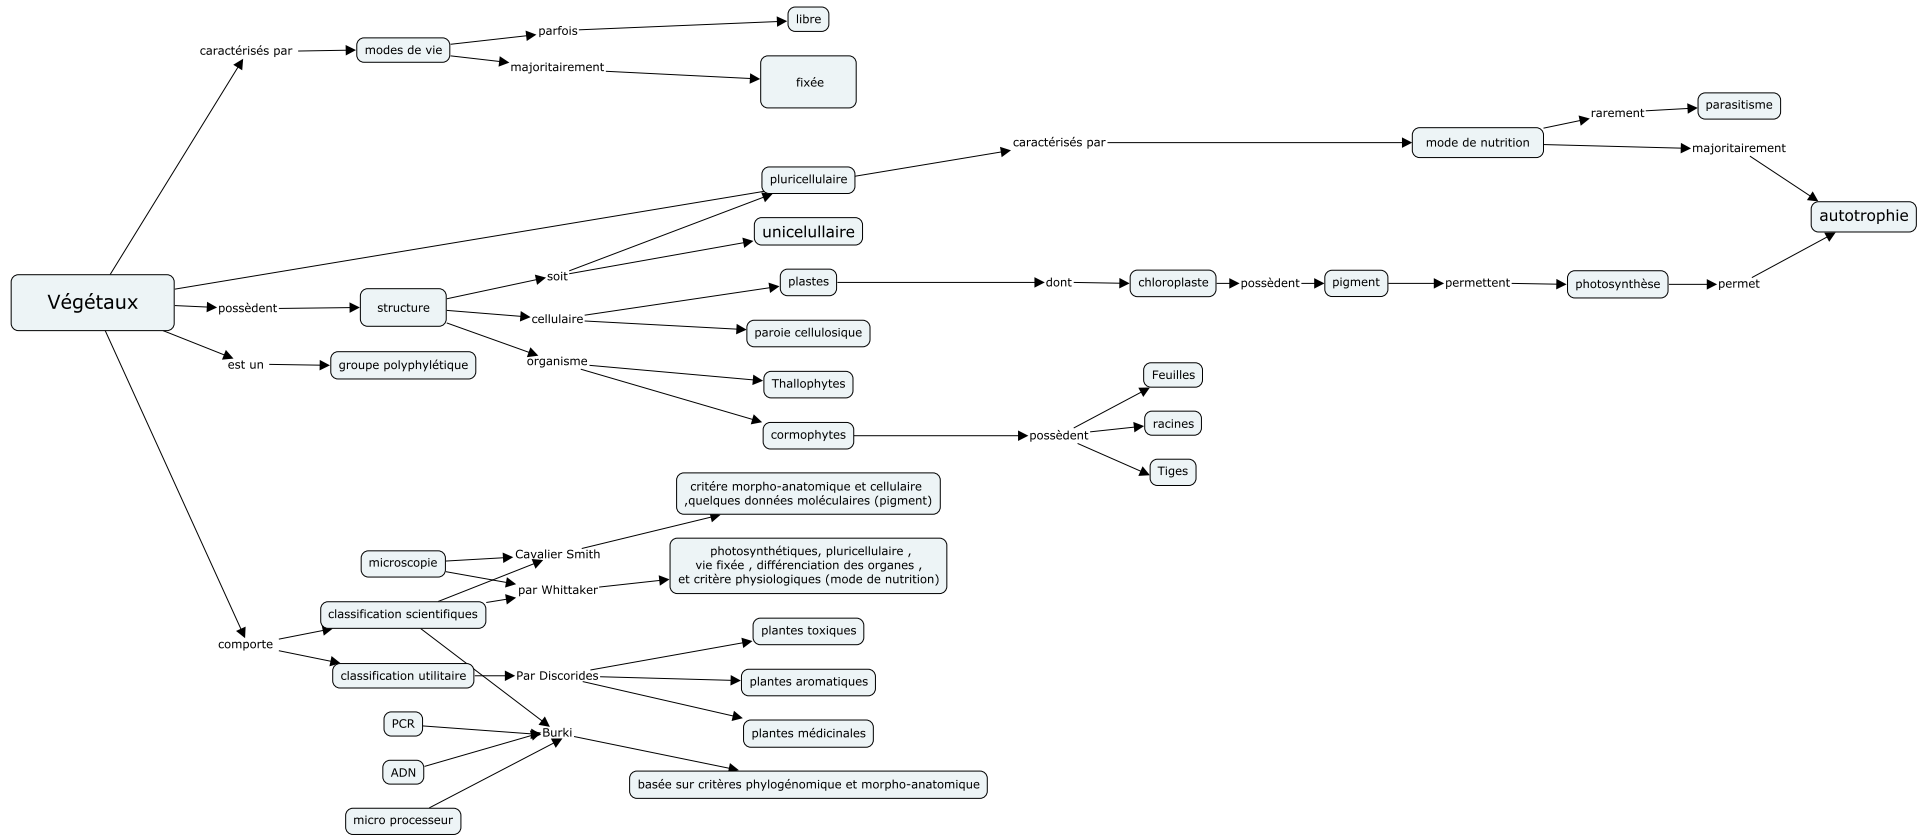 libre
parfois
caractérisés par
modes de vie
majoritairement
fixée
parasitisme
rarement
caractérisés par
mode de nutrition
majoritairement
pluricellulaire
autotrophie
unicelullaire
soit
plastes
dont
chloroplaste
possèdent
pigment
permettent
photosynthèse
permet
Végétaux
possèdent
structure
cellulaire
paroie cellulosique
est un
groupe polyphylétique
organisme
Thallophytes
Feuilles
racines
cormophytes
possèdent
Tiges
critére morpho-anatomique et cellulaire
,quelques données moléculaires (pigment)
microscopie
Cavalier Smith
photosynthétiques, pluricellulaire ,
vie fixée , différenciation des organes ,
et critère physiologiques (mode de nutrition)
par Whittaker
classification scientifiques
plantes toxiques
comporte
classification utilitaire
Par Discorides
plantes aromatiques
PCR
Burki
plantes médicinales
ADN
basée sur critères phylogénomique et morpho-anatomique
micro processeur